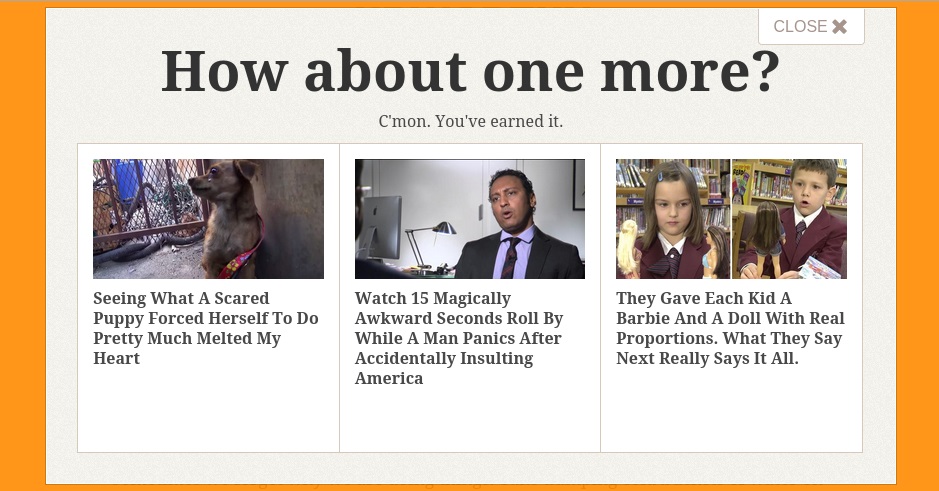 CLOSE ✖
How about one more?
C'mon. You've earned it.
Seeing What A Scared
Puppy Forced Herself To Do
Pretty Much Melted My
Heart
Watch 15 Magically
Awkward Seconds Roll By
While A Man Panics After
Accidentally Insulting
America
They Gave Each Kid A
Barbie And A Doll With Real
Proportions. What They Say
Next Really Says It All.